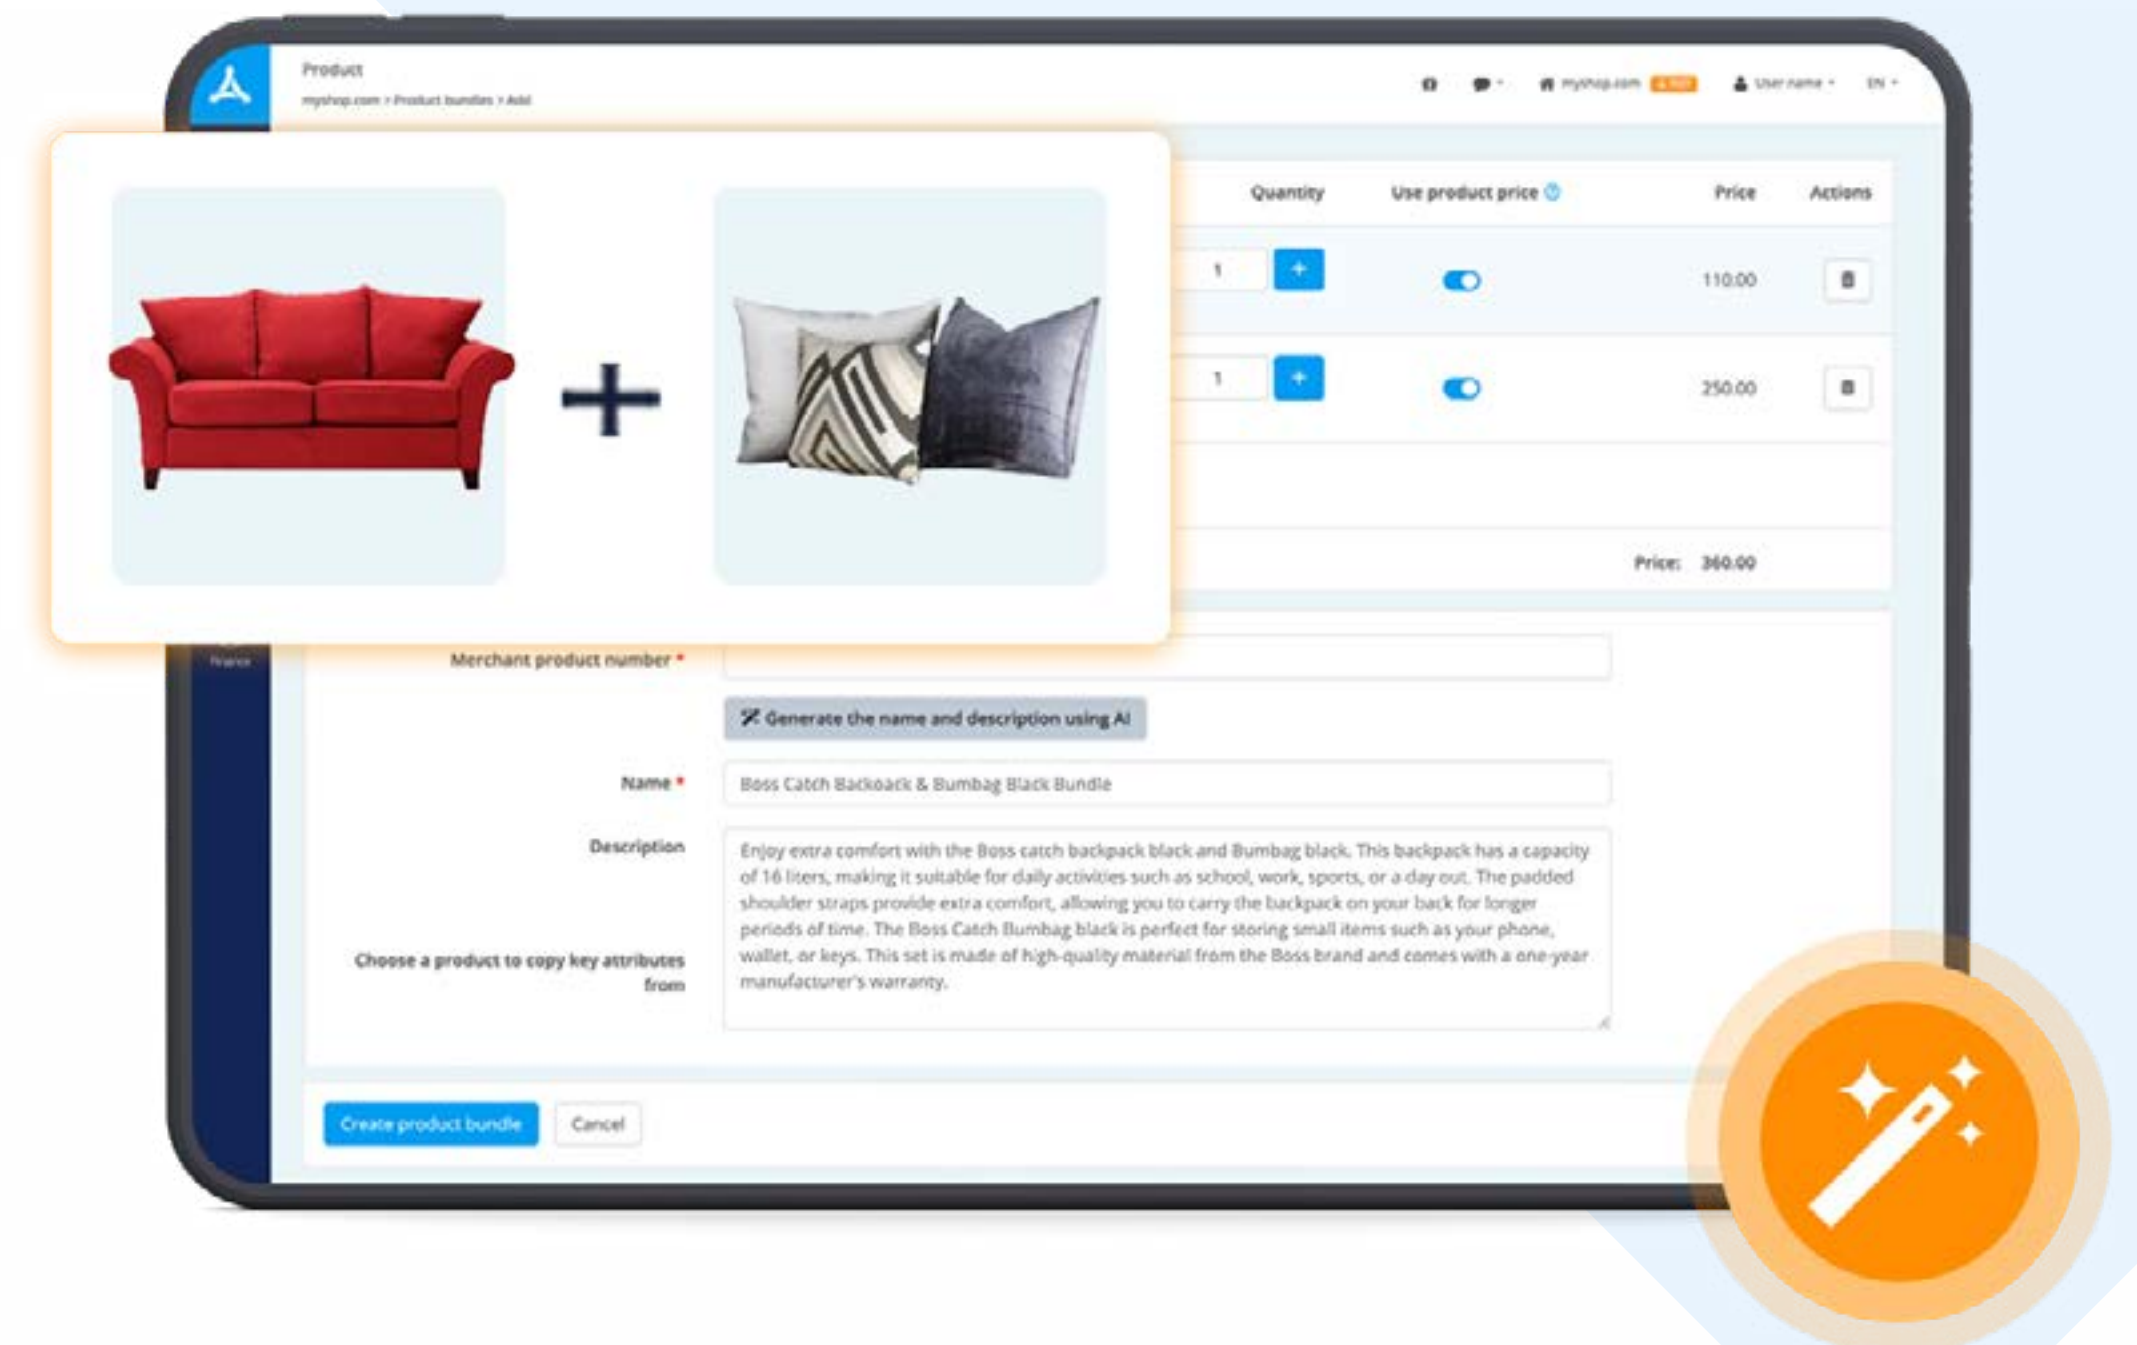 Product
myshop.com > Product bundles > Add
myshop.com
User name
EN
Quantity Use product price Price Actions
1 + 110.00
1 + 250.00
Price: 360.00
Finance
Merchant product number *
Generate the name and description using AI
Name * Boss Catch Backoack & Bumbag Black Bundle
Description
Enjoy extra comfort with the Boss catch backpack black and Bumbag black. This backpack has a capacity
of 16 liters, making it suitable for daily activities such as school, work, sports, or a day out. The padded
shoulder straps provide extra comfort, allowing you to carry the backpack on your back for longer
periods of time. The Boss Catch Bumbag black is perfect for storing small items such as your phone,
wallet, or keys. This set is made of high-quality material from the Boss brand and comes with a one-year
manufacturer's warranty.
Choose a product to copy key attributes
from
Create product bundle Cancel